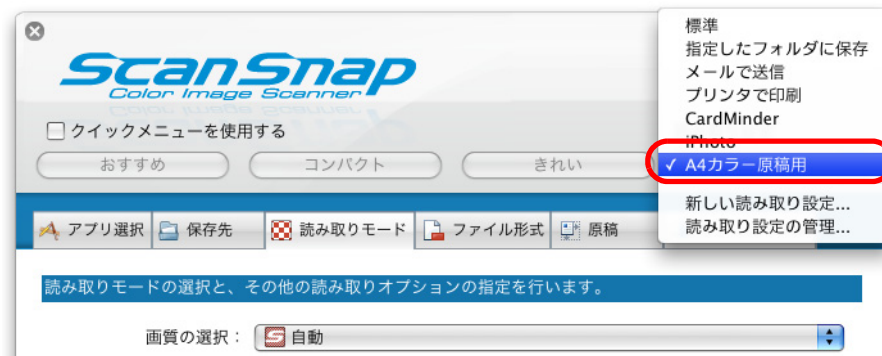 ScanSnap
Color Image Scanner
クイックメニューを使用する
おすすめ
コンパクト
きれい
標準
指定したフォルダに保存
メールで送信
プリンタで印刷
CardMinder
iPhoto
✓ A4カラー原稿用
新しい読み取り設定...
読み取り設定の管理...
アプリ選択
保存先
読み取りモード
ファイル形式
原稿
読み取りモードの選択と、その他の読み取りオプションの指定を行います。
画質の選択： 自動